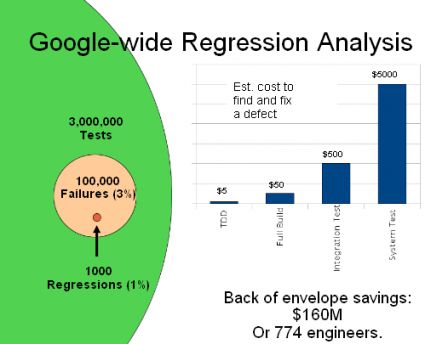 Google-wide Regression Analysis
3,000,000
Tests
100,000
Failures (3%)
1000
Regressions (1%)
Est. cost to
find and fix
a defect
$5
$50
$500
$5000
TDD
Full Build
Integration Test
System Test
Back of envelope savings:
$160M
Or 774 engineers.